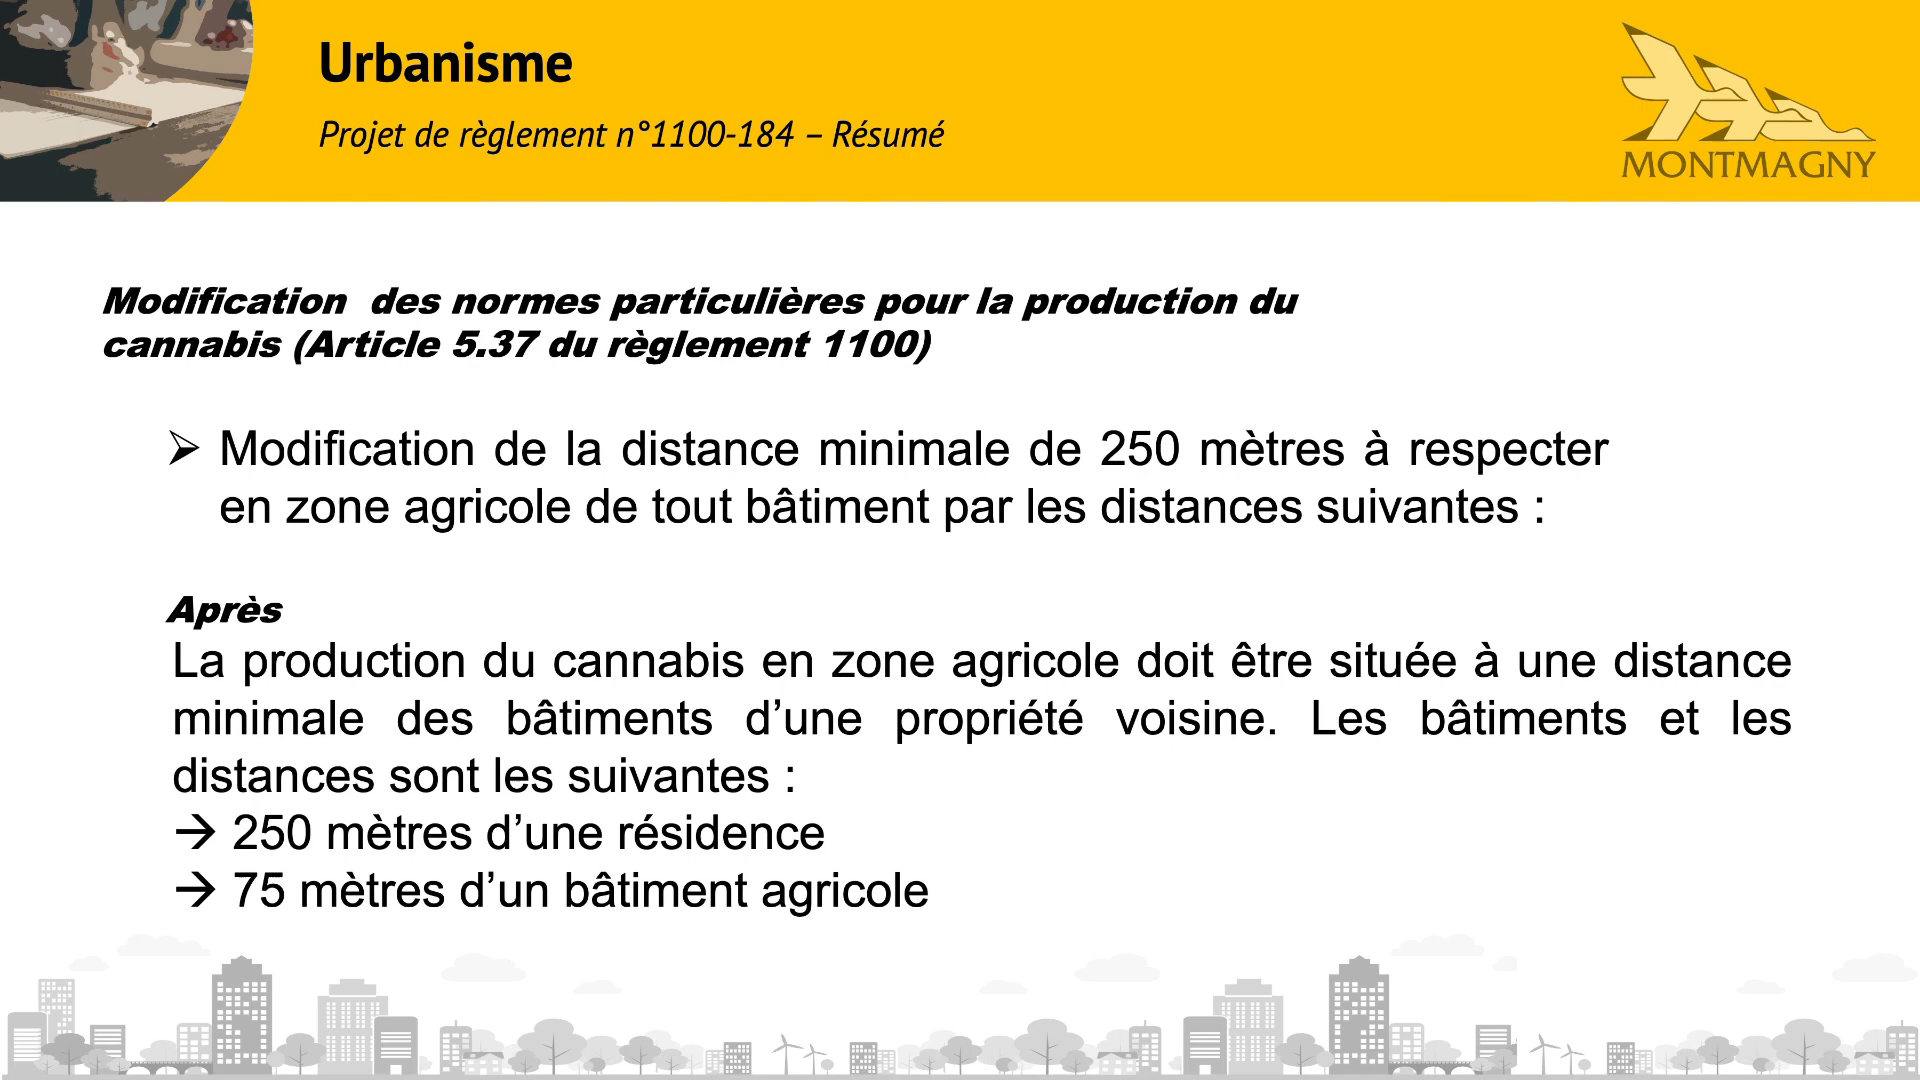 Urbanisme
Projet de règlement n°1100-184 – Résumé
MONTMAGNY
Modification des normes particulières pour la production du
cannabis (Article 5.37 du règlement 1100)
➢ Modification de la distance minimale de 250 mètres à respecter
en zone agricole de tout bâtiment par les distances suivantes :
Après
La production du cannabis en zone agricole doit être située à une distance
minimale des bâtiments d’une propriété voisine. Les bâtiments et les
distances sont les suivantes :
→ 250 mètres d’une résidence
→ 75 mètres d’un bâtiment agricole